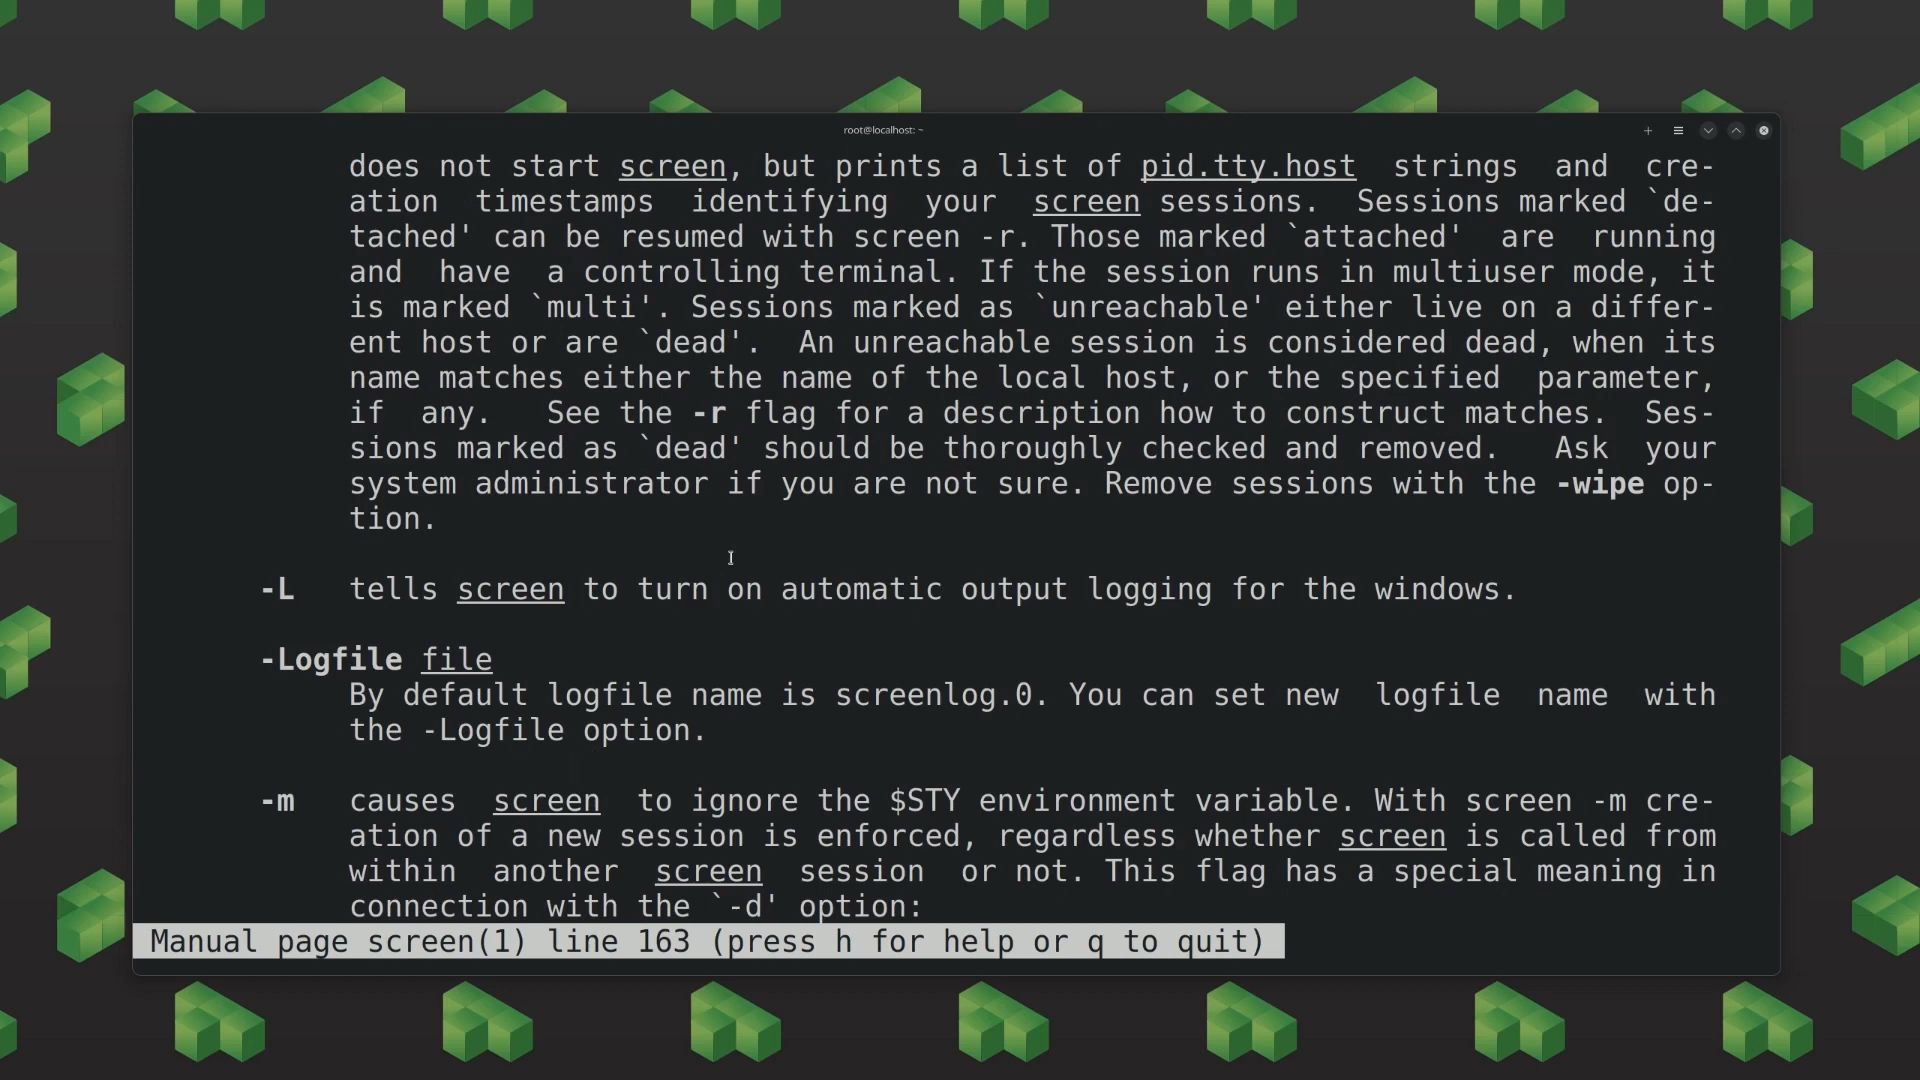 root@localhost: ~
does not start screen, but prints a list of pid.tty.host  strings  and  cre-
ation  timestamps  identifying  your  screen sessions.  Sessions marked `de-
tached' can be resumed with screen -r. Those marked `attached'  are  running
and  have  a controlling terminal. If the session runs in multiuser mode, it
is marked `multi'. Sessions marked as `unreachable' either live on a differ-
ent host or are `dead'.  An unreachable session is considered dead, when its
name matches either the name of the local host, or the specified  parameter,
if  any.   See the -r flag for a description how to construct matches.  Ses-
sions marked as `dead' should be thoroughly checked and removed.   Ask  your
system administrator if you are not sure. Remove sessions with the -wipe op-
tion.
-L   tells screen to turn on automatic output logging for the windows.
-Logfile file
By default logfile name is screenlog.0. You can set new  logfile  name  with
the -Logfile option.
-m   causes  screen  to ignore the $STY environment variable. With screen -m cre-
ation of a new session is enforced, regardless whether screen is called from
within  another  screen  session  or not. This flag has a special meaning in
connection with the `-d' option:
Manual page screen(1) line 163 (press h for help or q to quit)